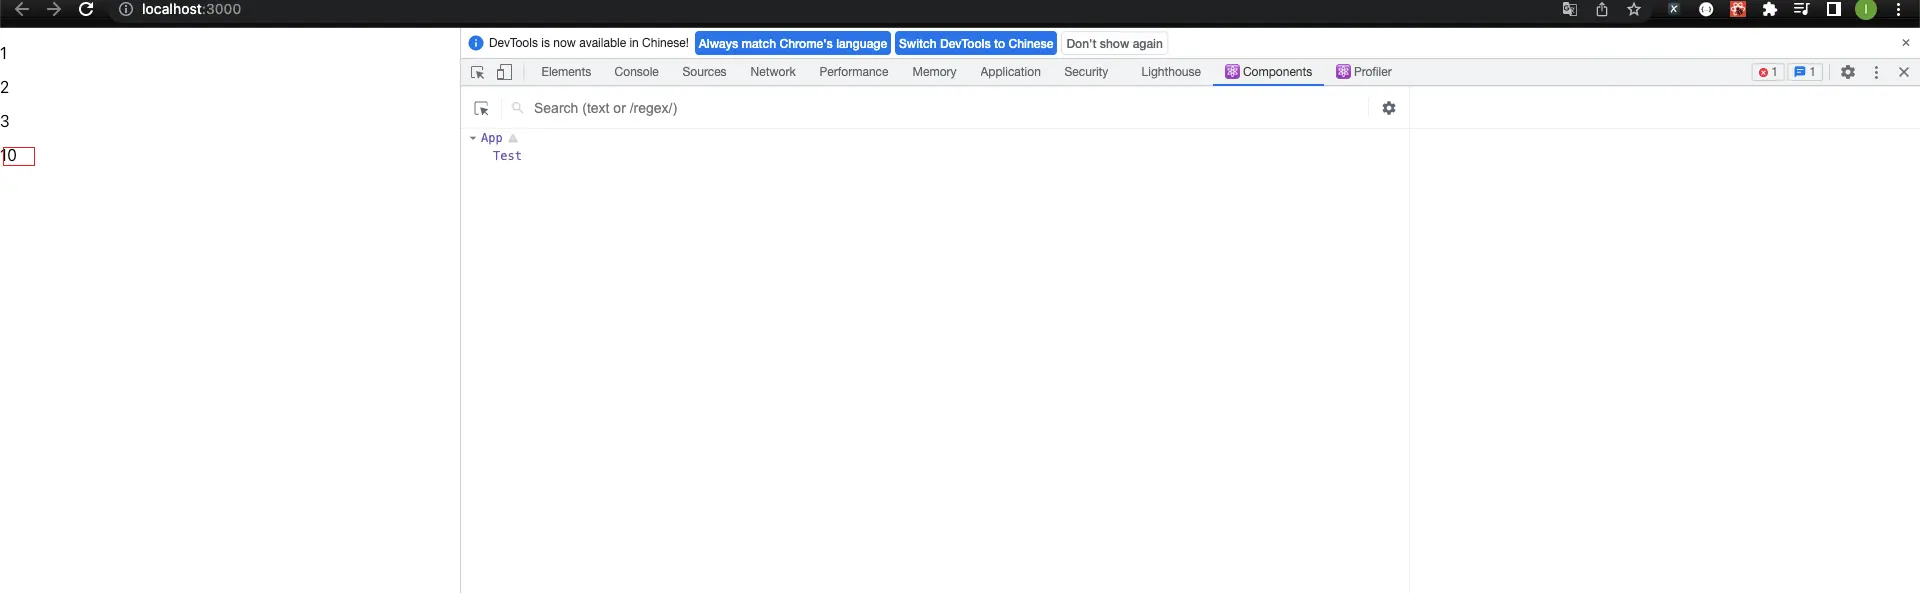 localhost:3000
1
2
3
10
DevTools is now available in Chinese! Always match Chrome's language Switch DevTools to Chinese Don't show again
Elements Console Sources Network Performance Memory Application Security Lighthouse Components Profiler 1 1
Search (text or /regex/)
App
Test